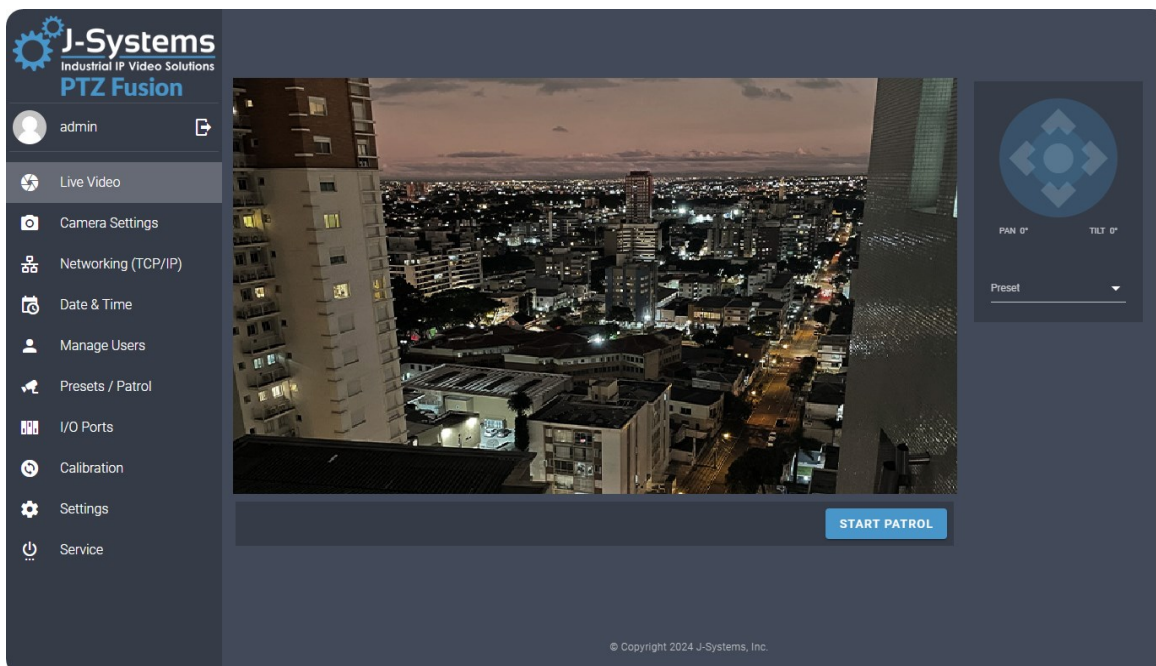 J-Systems
Industrial IP Video Solutions
PTZ Fusion
admin
Live Video
Camera Settings
Networking (TCP/IP)
Date & Time
Manage Users
Presets / Patrol
I/O Ports
Calibration
Settings
Service
PAN 0°
TILT 0°
Preset
START PATROL
© Copyright 2024 J-Systems, Inc.